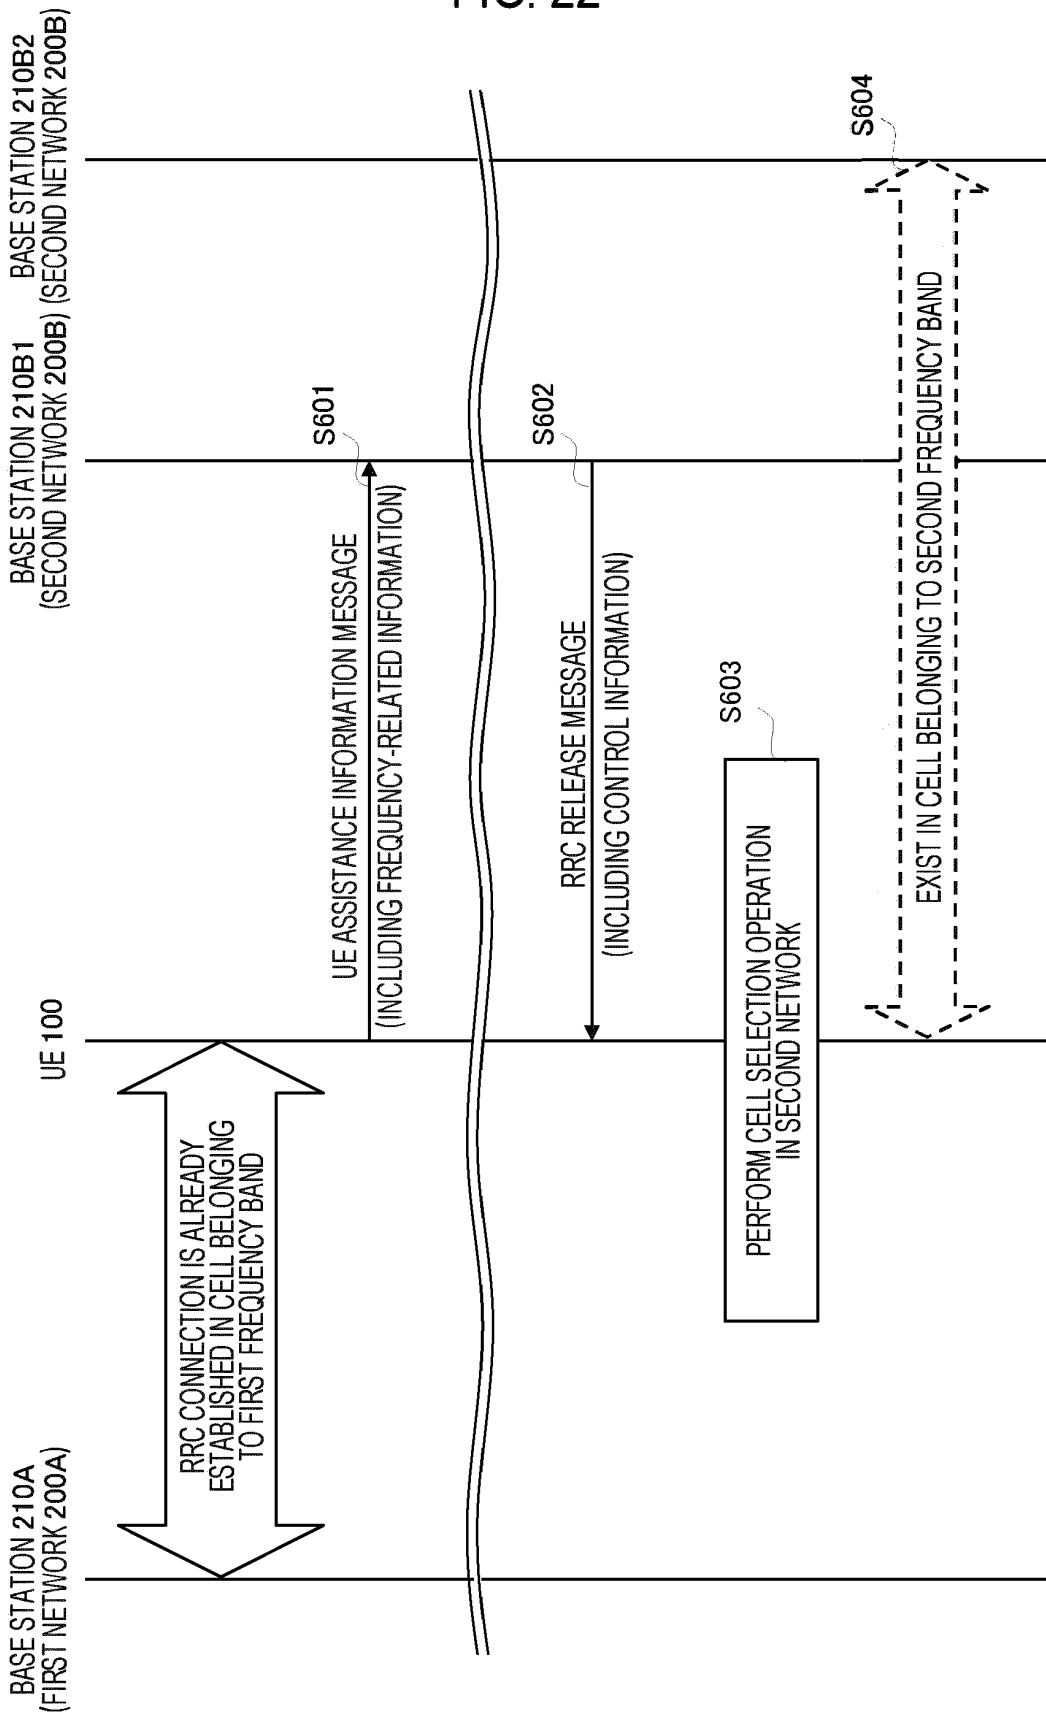 FIG. 22
BASE STATION 210A
(FIRST NETWORK 200A)
UE 100
BASE STATION 210B1
(SECOND NETWORK 200B)
BASE STATION 210B2
(SECOND NETWORK 200B)
RRC CONNECTION IS ALREADY
ESTABLISHED IN CELL BELONGING
TO FIRST FREQUENCY BAND
UE ASSISTANCE INFORMATION MESSAGE
(INCLUDING FREQUENCY-RELATED INFORMATION)
S601
RRC RELEASE MESSAGE
(INCLUDING CONTROL INFORMATION)
S602
PERFORM CELL SELECTION OPERATION
IN SECOND NETWORK
S603
EXIST IN CELL BELONGING TO SECOND FREQUENCY BAND
S604